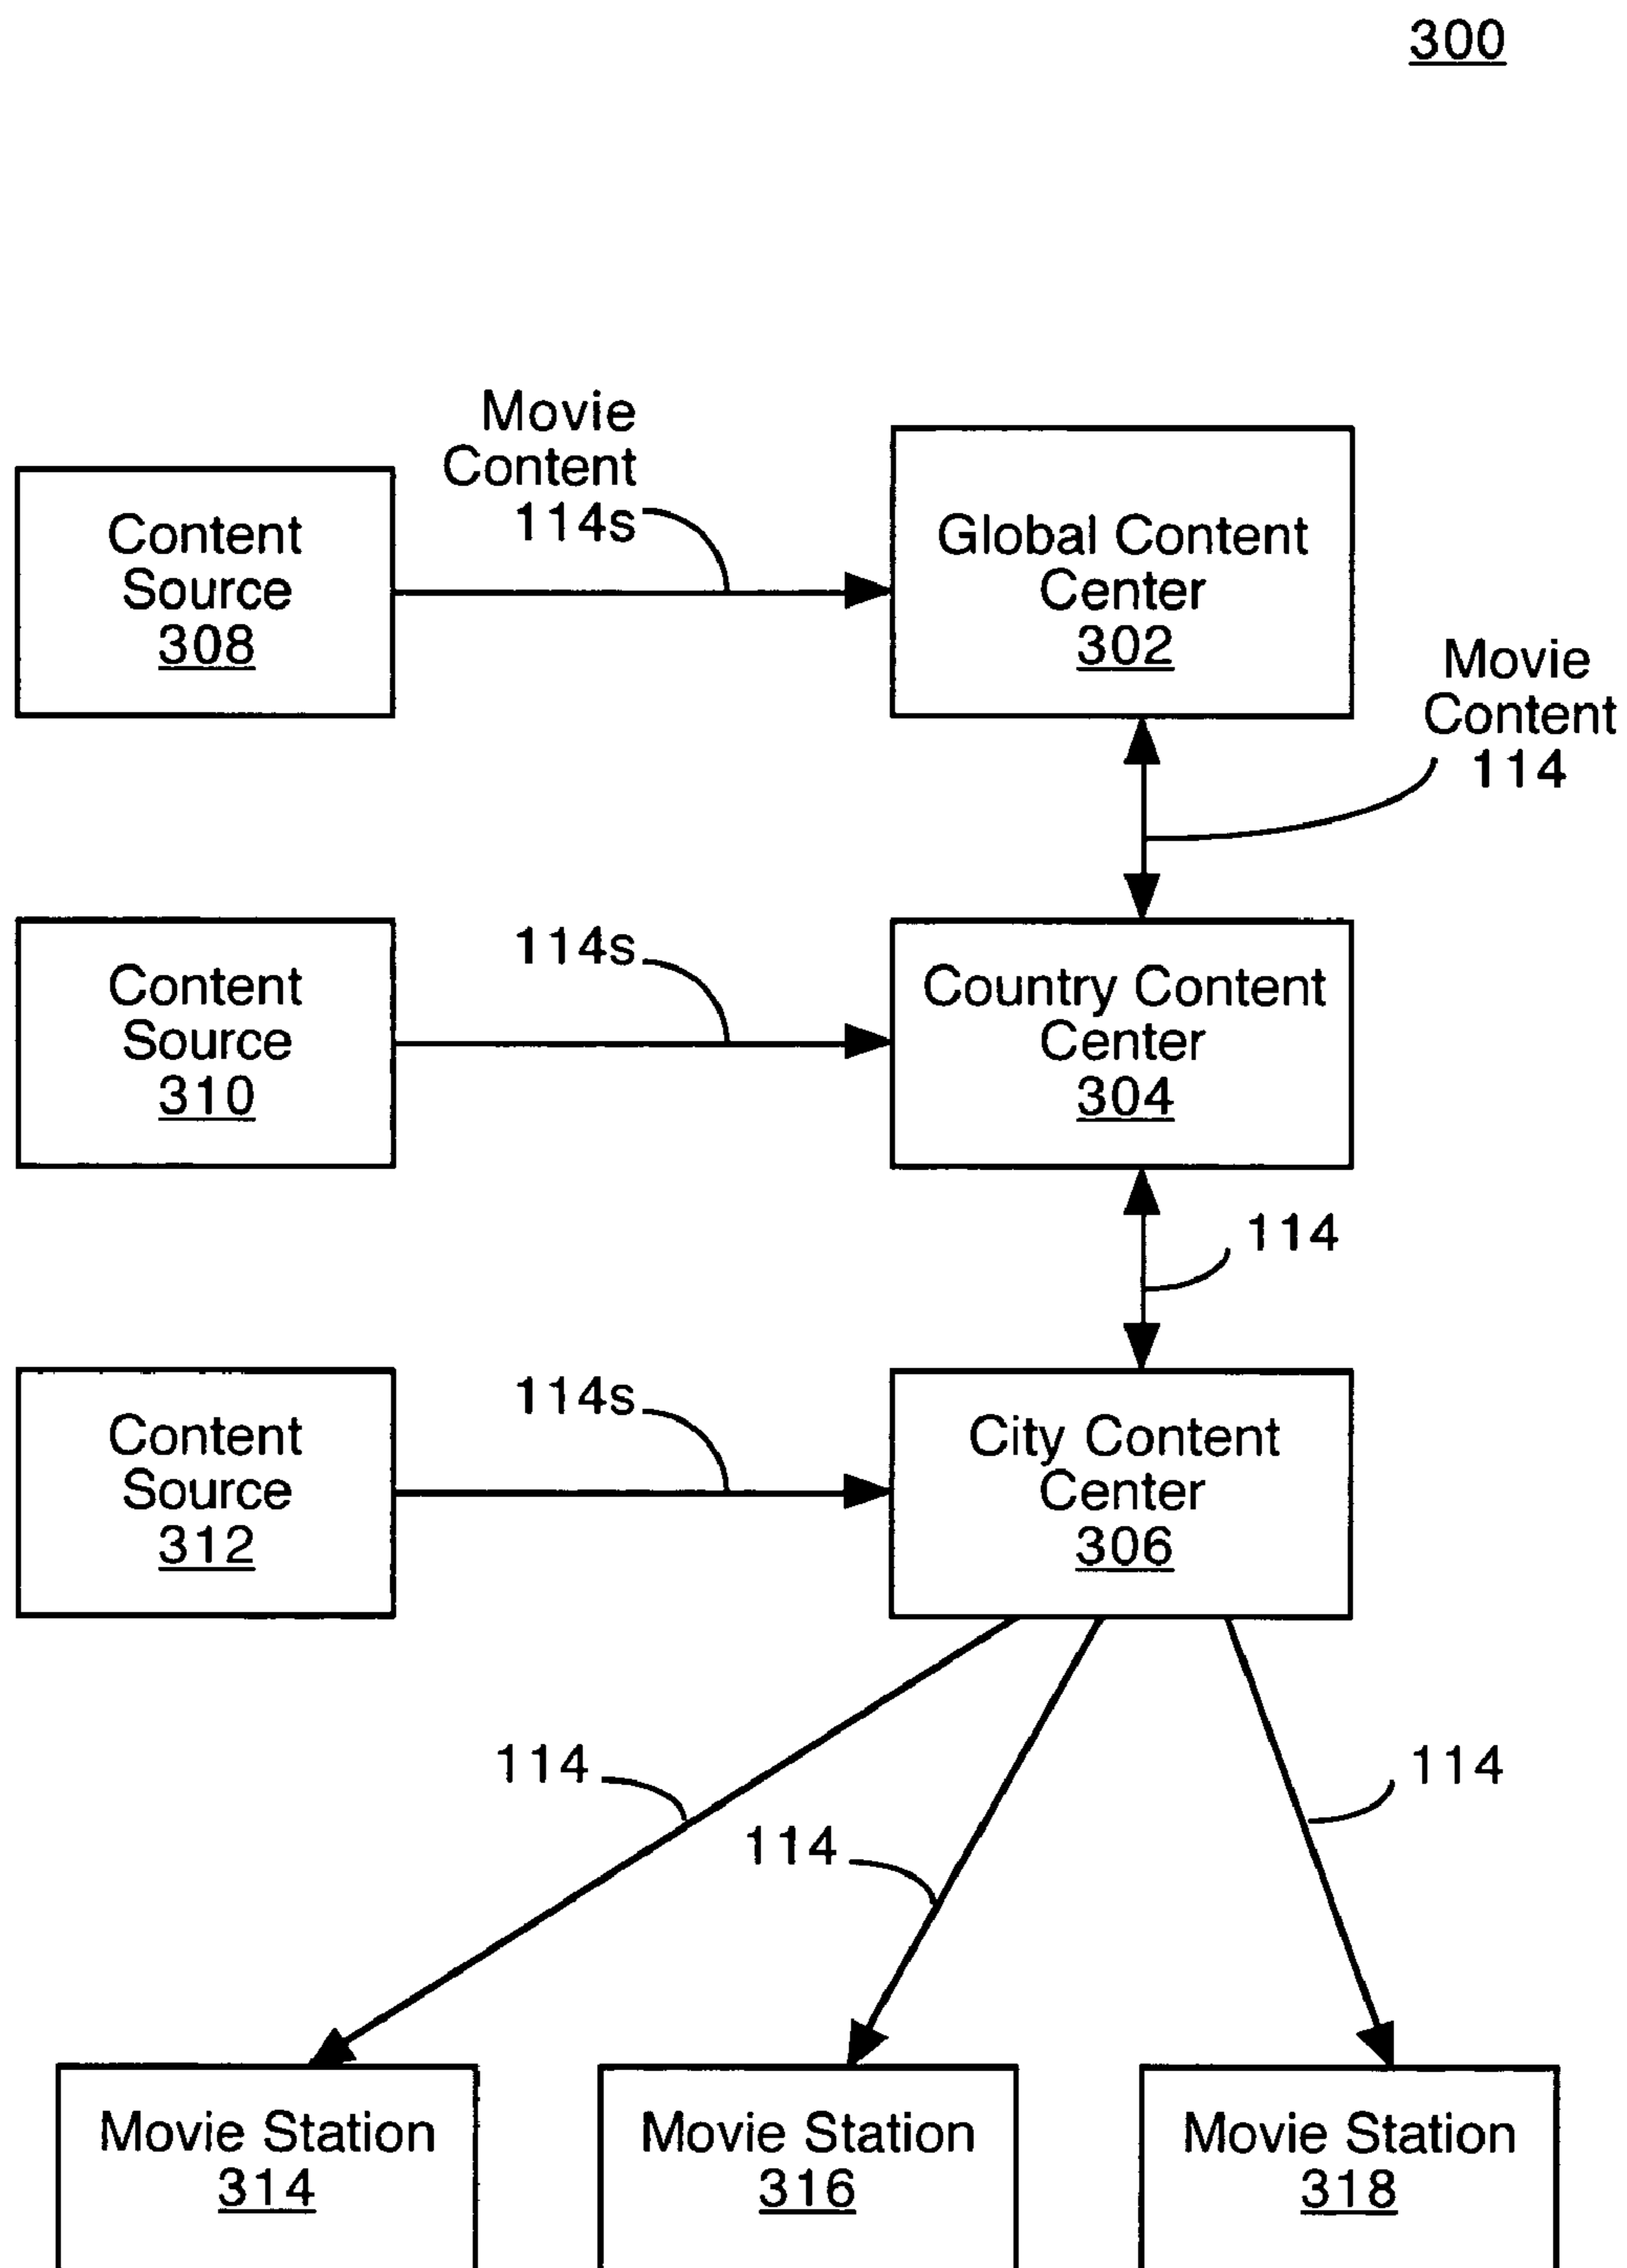 300
Movie
Content
114s
Content
Source
308
Global Content
Center
302
Movie
Content
114
114s
Content
Source
310
Country Content
Center
304
114
114s
Content
Source
312
City Content
Center
306
114
114
114
Movie Station
314
Movie Station
316
Movie Station
318